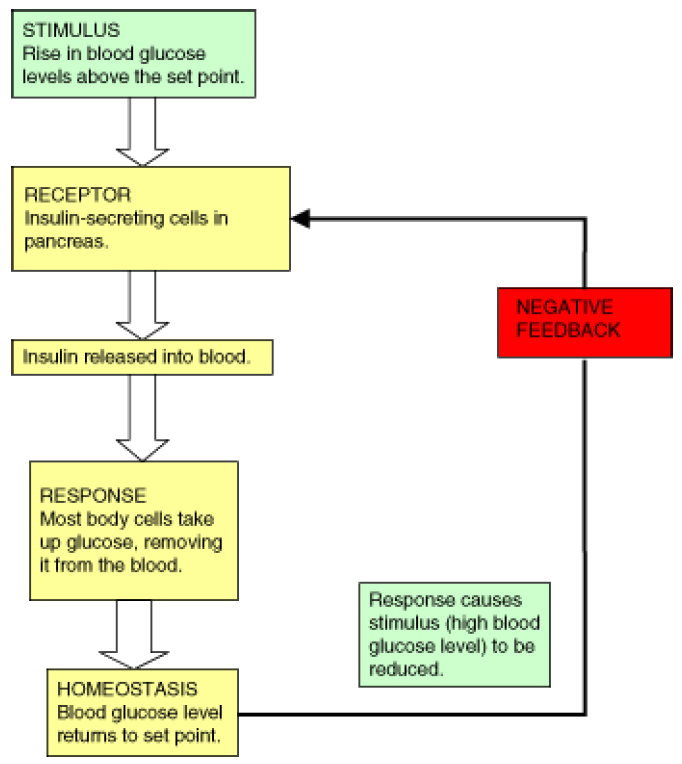 STIMULUS
Rise in blood glucose
levels above the set point.
RECEPTOR
Insulin-secreting cells in
pancreas.
NEGATIVE
FEEDBACK
Insulin released into blood.
RESPONSE
Most body cells take
up glucose, removing
it from the blood.
Response causes
stimulus (high blood
glucose level) to be
reduced.
HOMEOSTASIS
Blood glucose level
returns to set point.